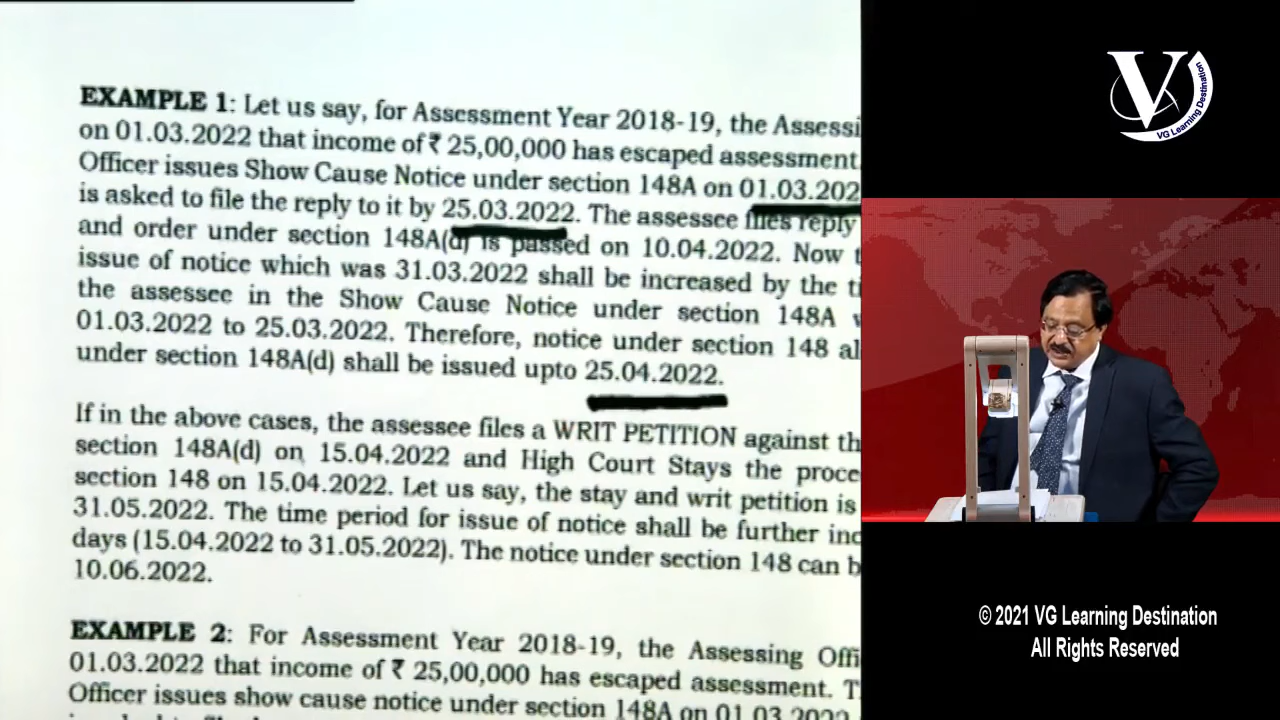 EXAMPLE 1: Let us say, for Assessment Year 2018-19, the Assessi
on 01.03.2022 that income of ₹ 25,00,000 has escaped assessment.
Officer issues Show Cause Notice under section 148A on 01.03.202
is asked to file the reply to it by 25.03.2022. The assessee files reply
and order under section 148A(d) is passed on 10.04.2022. Now t
issue of notice which was 31.03.2022 shall be increased by the ti
the assessee in the Show Cause Notice under section 148A w
01.03.2022 to 25.03.2022. Therefore, notice under section 148 al
under section 148A(d) shall be issued upto 25.04.2022.
If in the above cases, the assessee files a WRIT PETITION against th
section 148A(d) on 15.04.2022 and High Court Stays the proce
section 148 on 15.04.2022. Let us say, the stay and writ petition is
31.05.2022. The time period for issue of notice shall be further inc
days (15.04.2022 to 31.05.2022). The notice under section 148 can b
10.06.2022.
EXAMPLE 2: For Assessment Year 2018-19, the Assessing Offi
01.03.2022 that income of ₹ 25,00,000 has escaped assessment. T
Officer issues show cause notice under section 148A on 01.03.2022
V
VG Learning Destination
© 2021 VG Learning Destination
All Rights Reserved